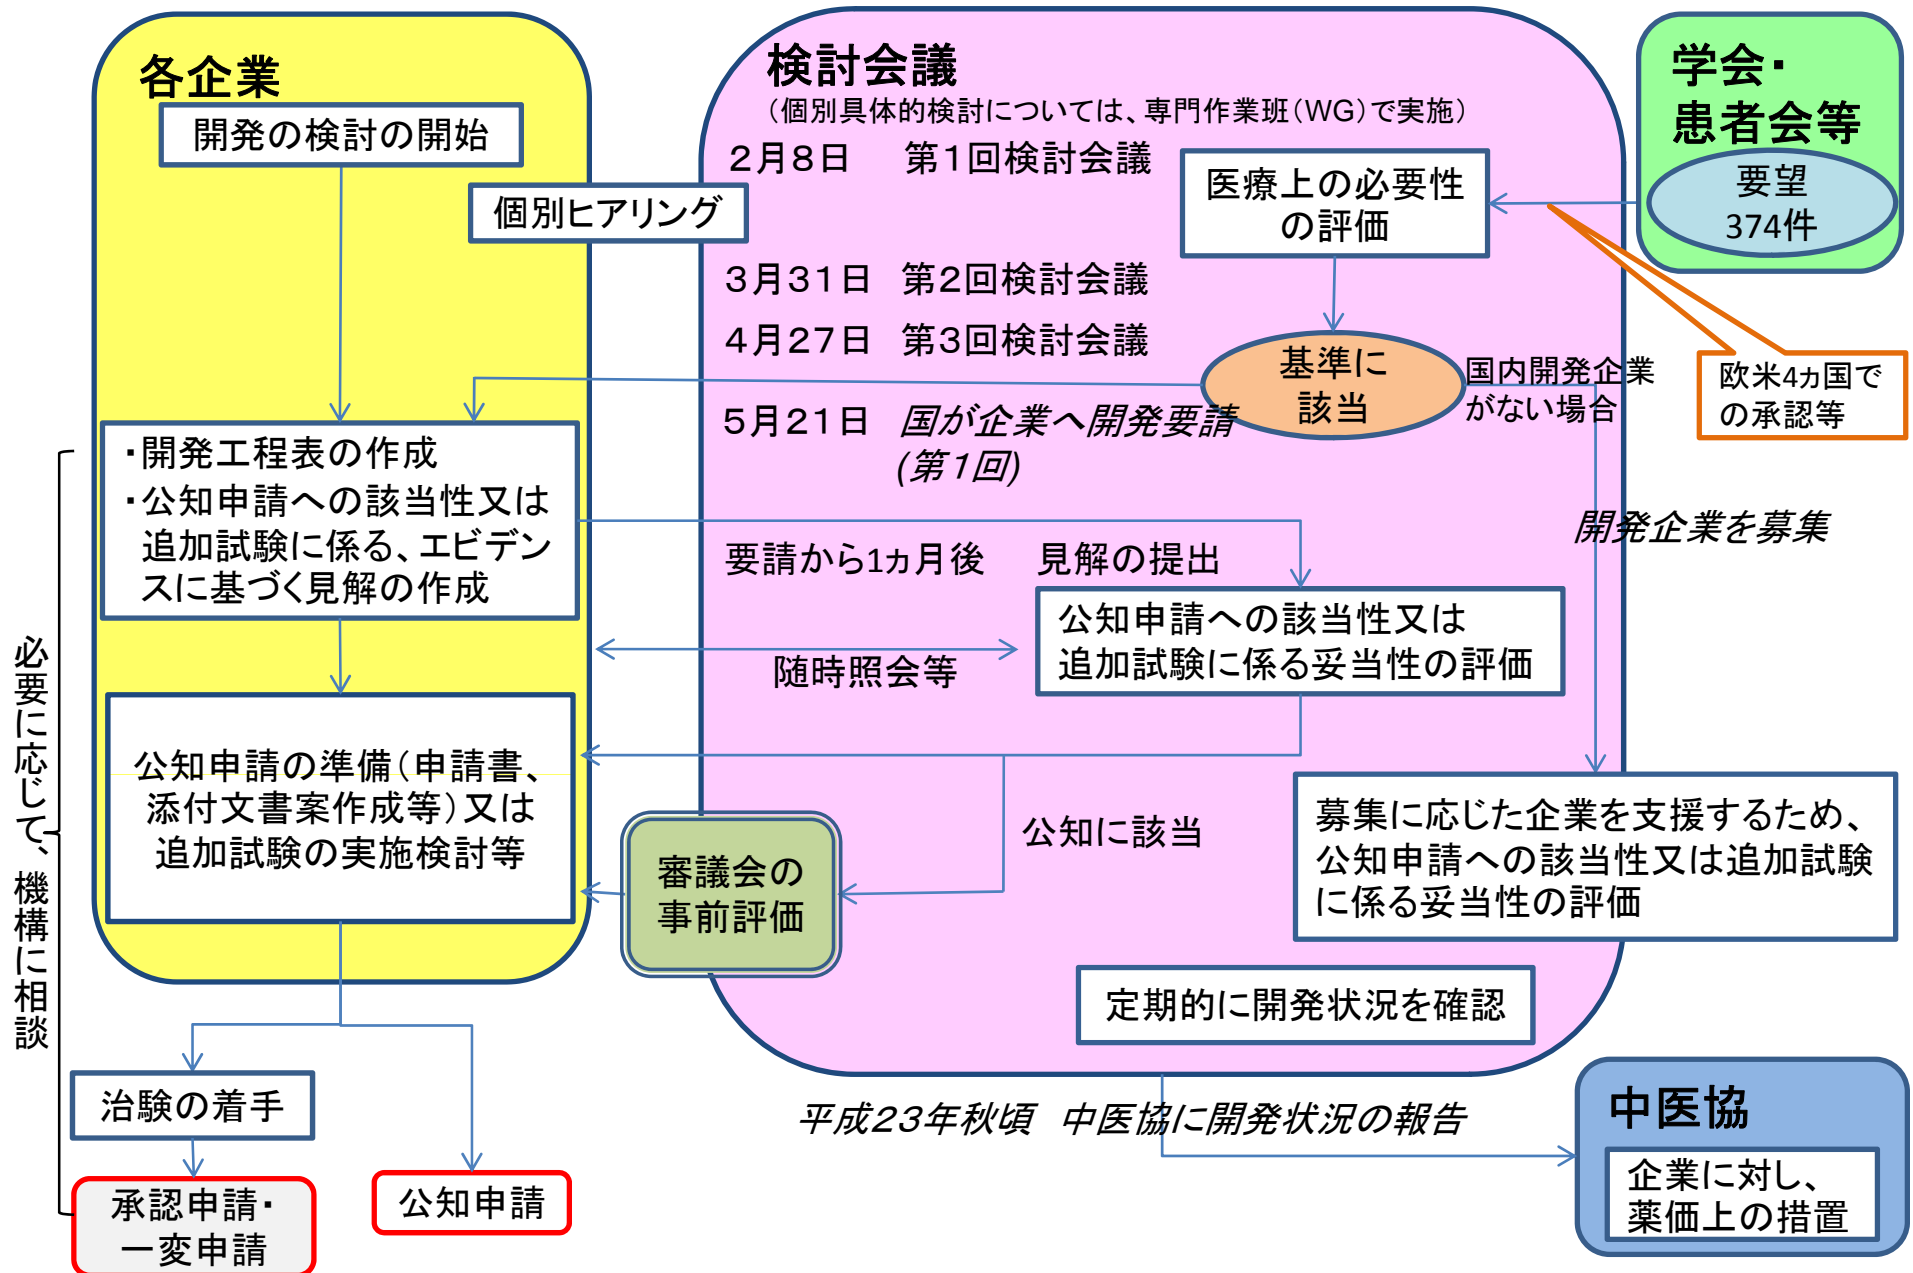 各企業
開発の検討の開始
個別ヒアリング
・開発工程表の作成
・公知申請への該当性又は
追加試験に係る、エビデン
スに基づく見解の作成
公知申請の準備（申請書、
添付文書案作成等）又は
追加試験の実施検討等
必要に応じて、機構に相談
治験の着手
承認申請・
一変申請
公知申請
検討会議
（個別具体的検討については、専門作業班（WG）で実施）
２月８日　第１回検討会議
３月３１日　第２回検討会議
４月２７日　第３回検討会議
５月２１日　国が企業へ開発要請
(第１回)
医療上の必要性
の評価
基準に
該当
国内開発企業
がない場合
要請から1ヵ月後　見解の提出
公知申請への該当性又は
追加試験に係る妥当性の評価
随時照会等
公知に該当
審議会の
事前評価
開発企業を募集
募集に応じた企業を支援するため、
公知申請への該当性又は追加試験
に係る妥当性の評価
定期的に開発状況を確認
平成２３年秋頃　中医協に開発状況の報告
学会・
患者会等
要望
374件
欧米4ヵ国で
の承認等
中医協
企業に対し、
薬価上の措置